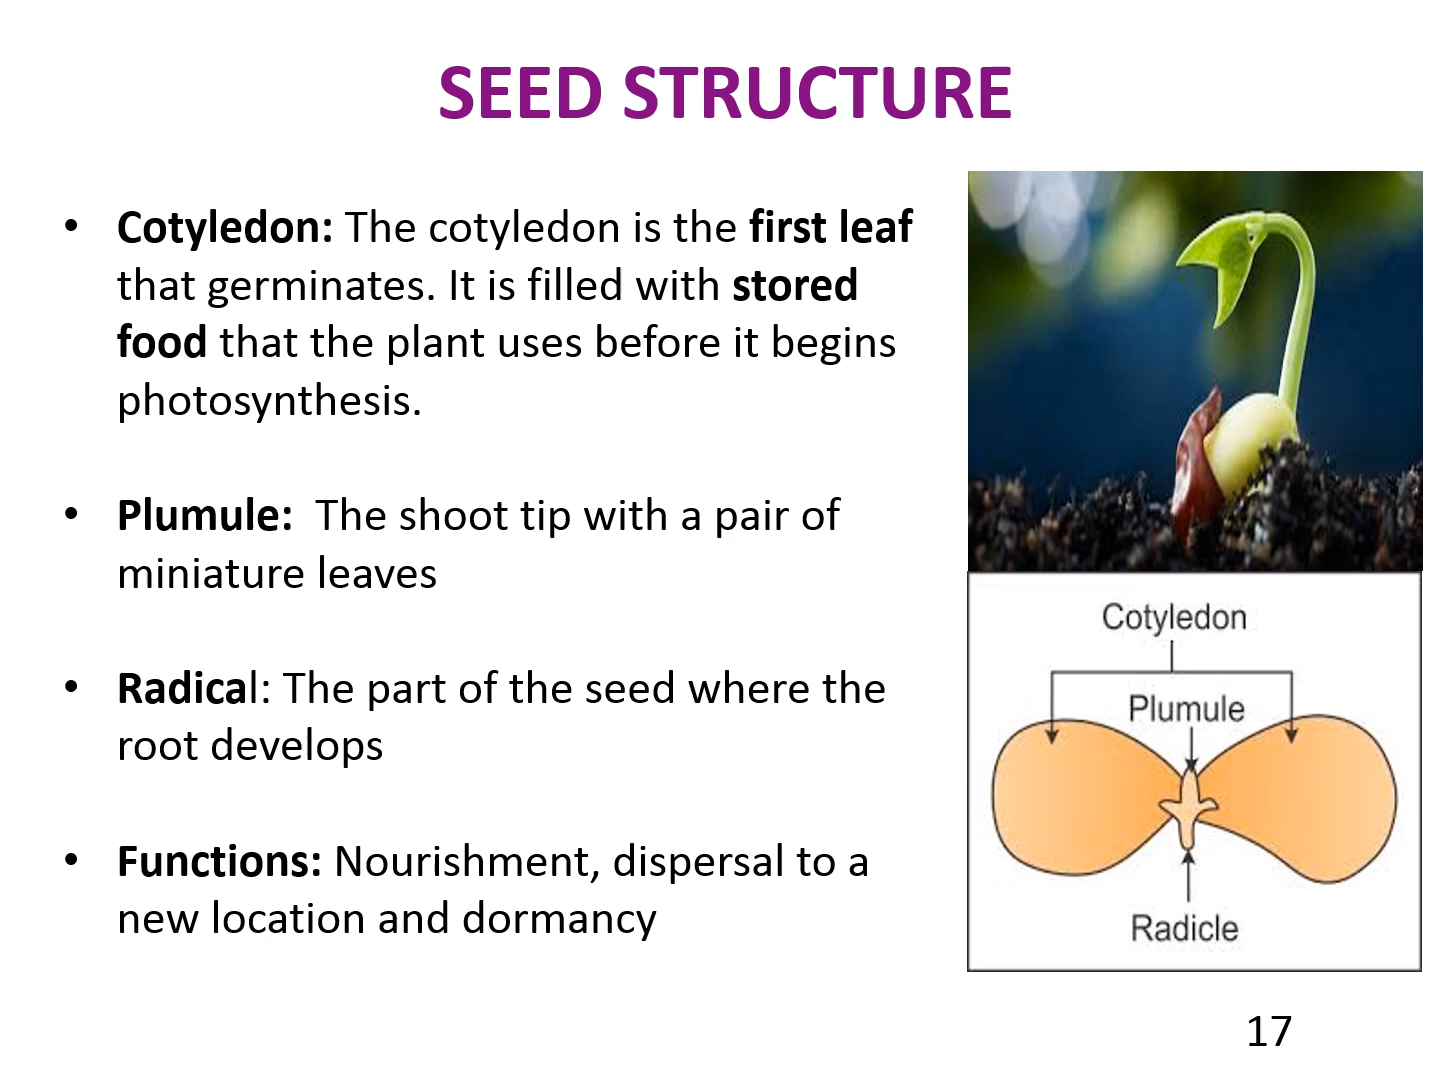 SEED STRUCTURE
• Cotyledon: The cotyledon is the first leaf
that germinates. It is filled with stored
food that the plant uses before it begins
photosynthesis.
• Plumule: The shoot tip with a pair of
miniature leaves
• Radical: The part of the seed where the
root develops
• Functions: Nourishment, dispersal to a
new location and dormancy
Cotyledon
Plumule
Radicle
17